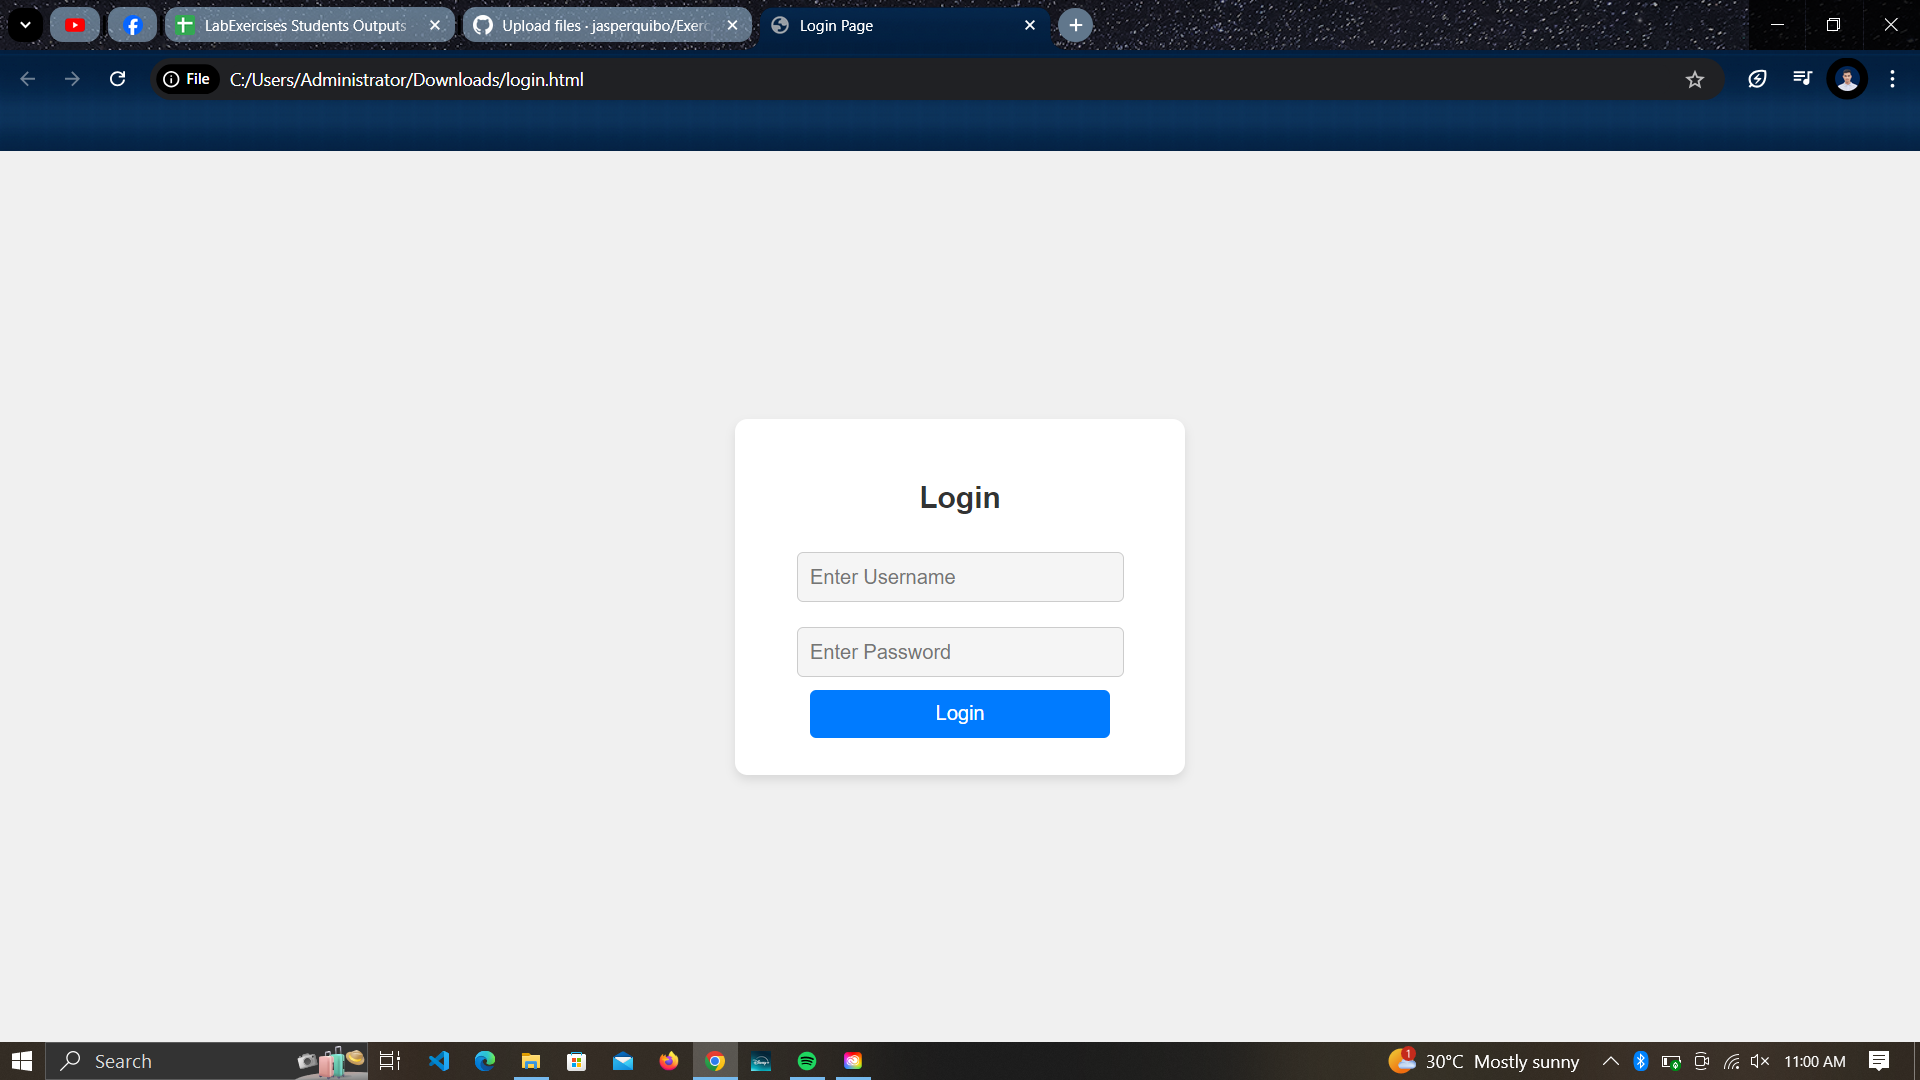 LabExercises Students Outputs
Upload files · jasperquibo/Exerc
Login Page
File
C:/Users/Administrator/Downloads/login.html
Login
Enter Username
Enter Password
Login
Search
1
30°C Mostly sunny
11:00 AM